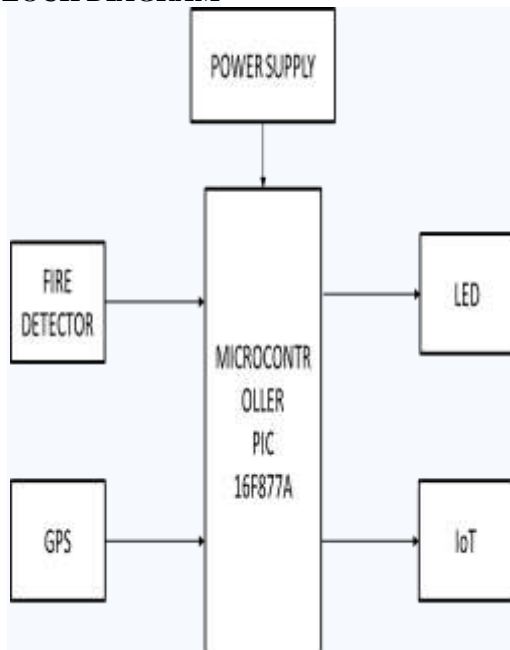 POWER SUPPLY
FIRE
DETECTOR
MICROCONTR
OLLER
PIC
16F877A
LED
GPS
IoT